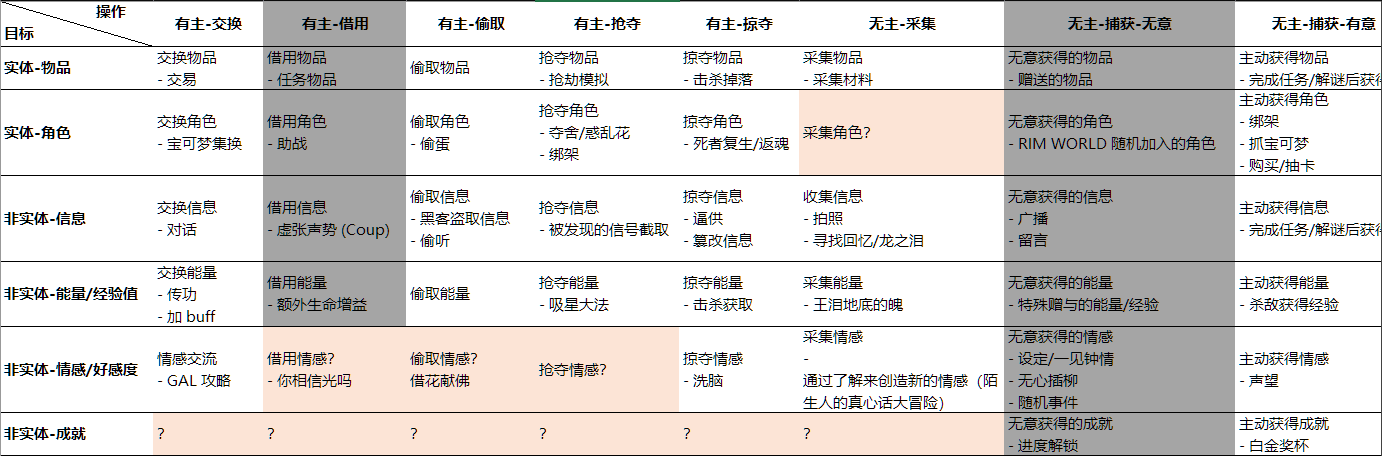 操作
目标
有主-交换
有主-借用
有主-偷取
有主-抢夺
有主-掠夺
无主-采集
无主-捕获-无意
无主-捕获-有意
实体-物品
交换物品
- 交易
借用物品
- 任务物品
偷取物品
抢夺物品
- 抢劫模拟
掠夺物品
- 击杀掉落
采集物品
- 采集材料
无意获得的物品
- 赠送的物品
主动获得物品
- 完成任务/解谜后获得
实体-角色
交换角色
- 宝可梦集换
借用角色
- 助战
偷取角色
- 偷蛋
抢夺角色
- 夺舍/惑乱花
- 绑架
掠夺角色
- 死者复生/返魂
采集角色?
无意获得的角色
- RIM WORLD 随机加入的角色
主动获得角色
- 绑架
- 抓宝可梦
- 购买/抽卡
非实体-信息
交换信息
- 对话
借用信息
- 虚张声势 (Coup)
偷取信息
- 黑客盗取信息
- 偷听
抢夺信息
- 被发现的信号截取
掠夺信息
- 逼供
- 篡改信息
收集信息
- 拍照
- 寻找回忆/龙之泪
无意获得的信息
- 广播
- 留言
主动获得信息
- 完成任务/解谜后获得
非实体-能量/经验值
交换能量
- 传功
- 加 buff
借用能量
- 额外生命增益
偷取能量
抢夺能量
- 吸星大法
掠夺能量
- 击杀获取
采集能量
- 王泪地底的魄
无意获得的能量
- 特殊赠与的能量/经验
主动获得能量
- 杀敌获得经验
非实体-情感/好感度
情感交流
- GAL 攻略
借用情感?
- 你相信光吗
偷取情感?
借花献佛
抢夺情感?
掠夺情感
- 洗脑
采集情感
-
通过了解来创造新的情感（陌
生人的真心话大冒险）
无意获得的情感
- 设定/一见钟情
- 无心插柳
- 随机事件
主动获得情感
- 声望
非实体-成就
?
?
?
?
?
?
无意获得的成就
- 进度解锁
主动获得成就
- 白金奖杯